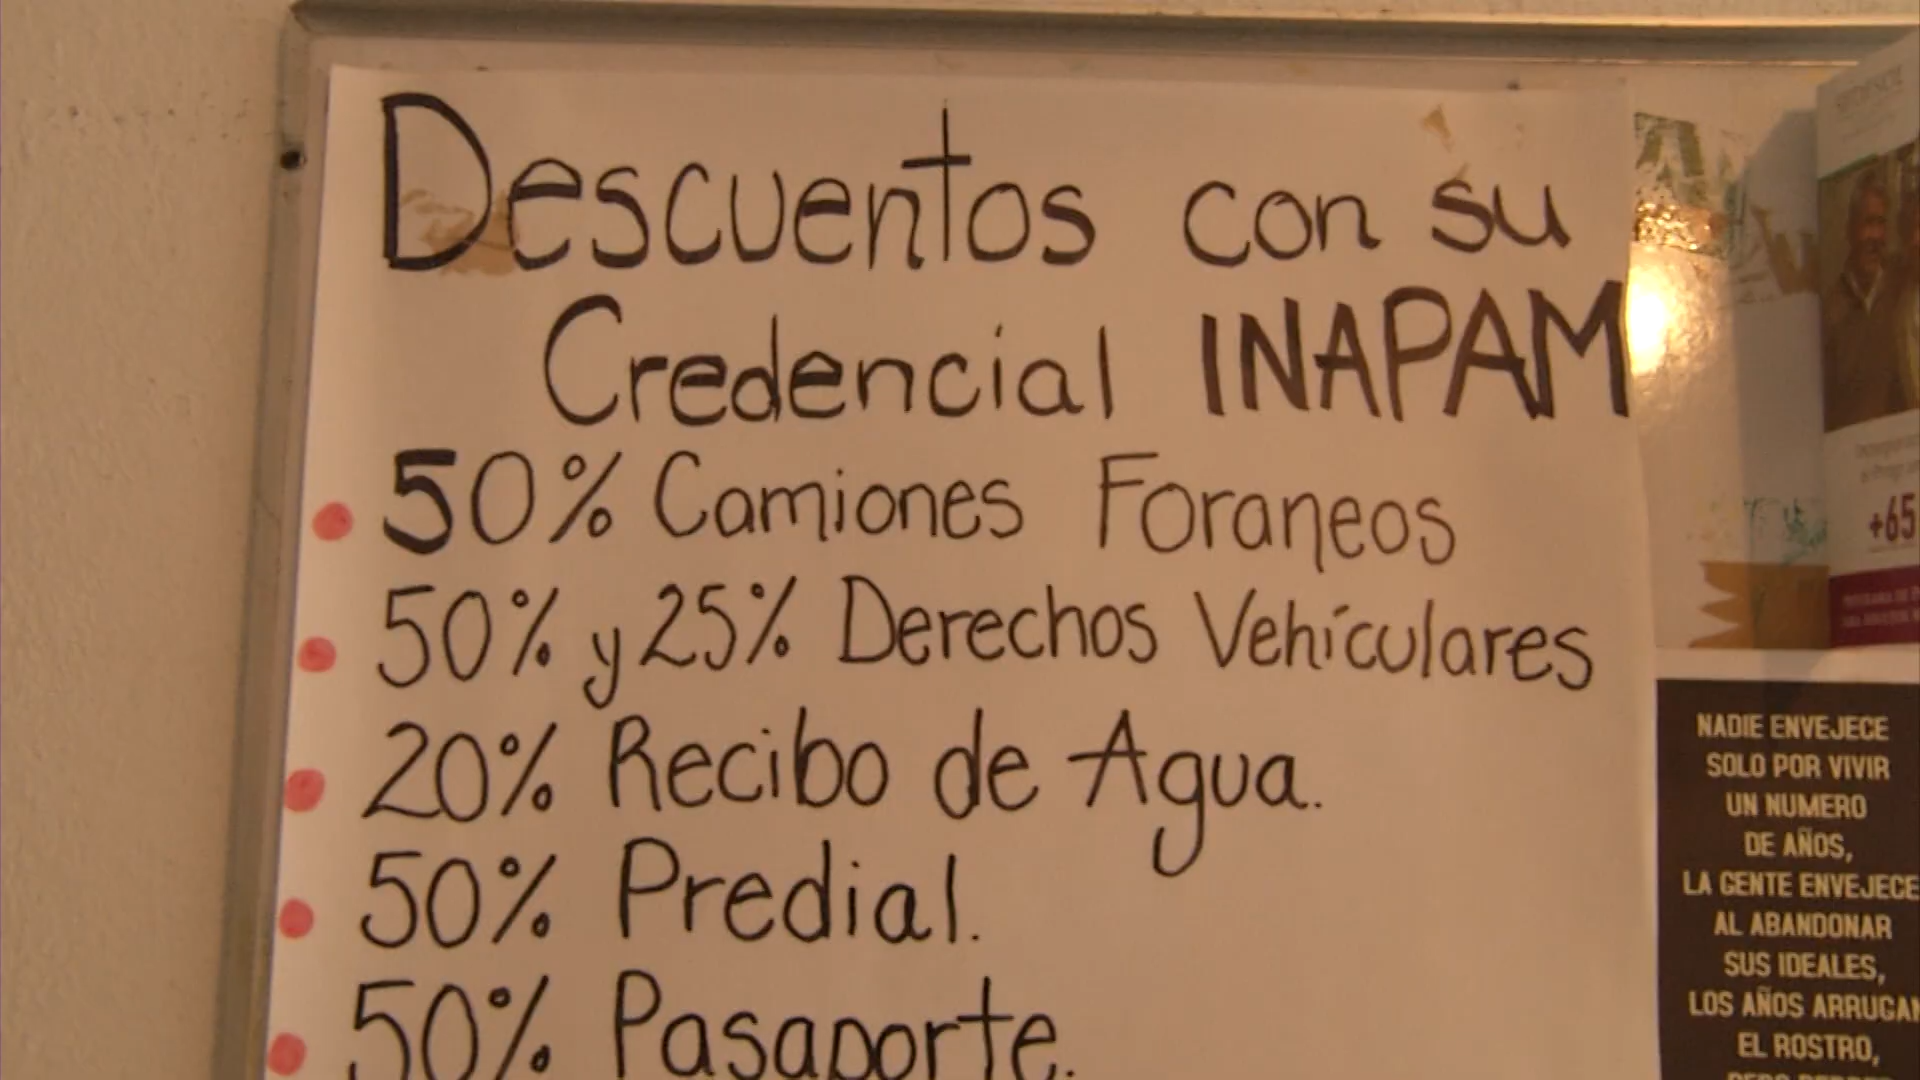 Descuentos con su
Credencial INAPAM
50% Camiones Foraneos
50% y 25% Derechos Vehículares
20% Recibo de Agua.
50% Predial.
50% Pasaporte.
+65
NADIE ENVEJECE
SOLO POR VIVIR
UN NUMERO
DE AÑOS,
LA GENTE ENVEJECE
AL ABANDONAR
SUS IDEALES,
LOS AÑOS ARRUGAN
EL ROSTRO,